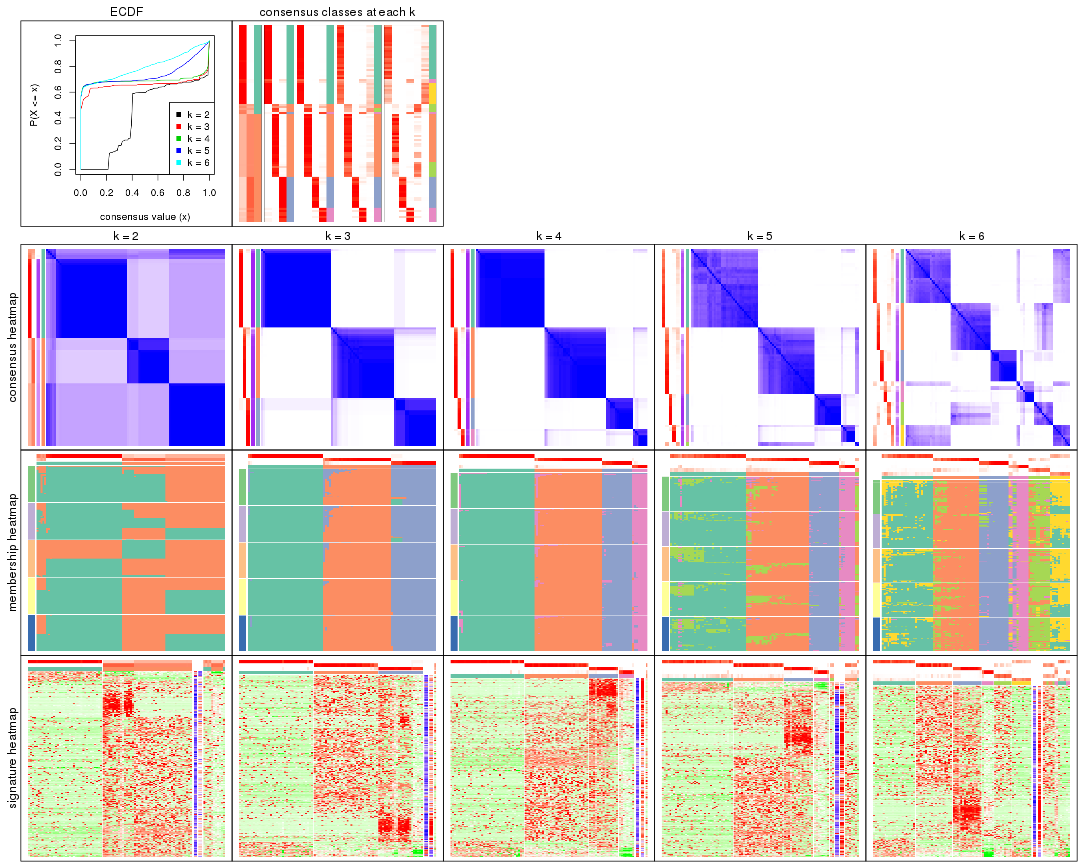 ECDF
consensus classes at each k
P(X <= x)
0.0
0.2
0.4
0.6
0.8
1.0
k = 2
k = 3
k = 4
k = 5
k = 6
0.0 0.2 0.4 0.6 0.8 1.0
consensus value (x)
k = 2
k = 3
k = 4
k = 5
k = 6
consensus heatmap
membership heatmap
signature heatmap